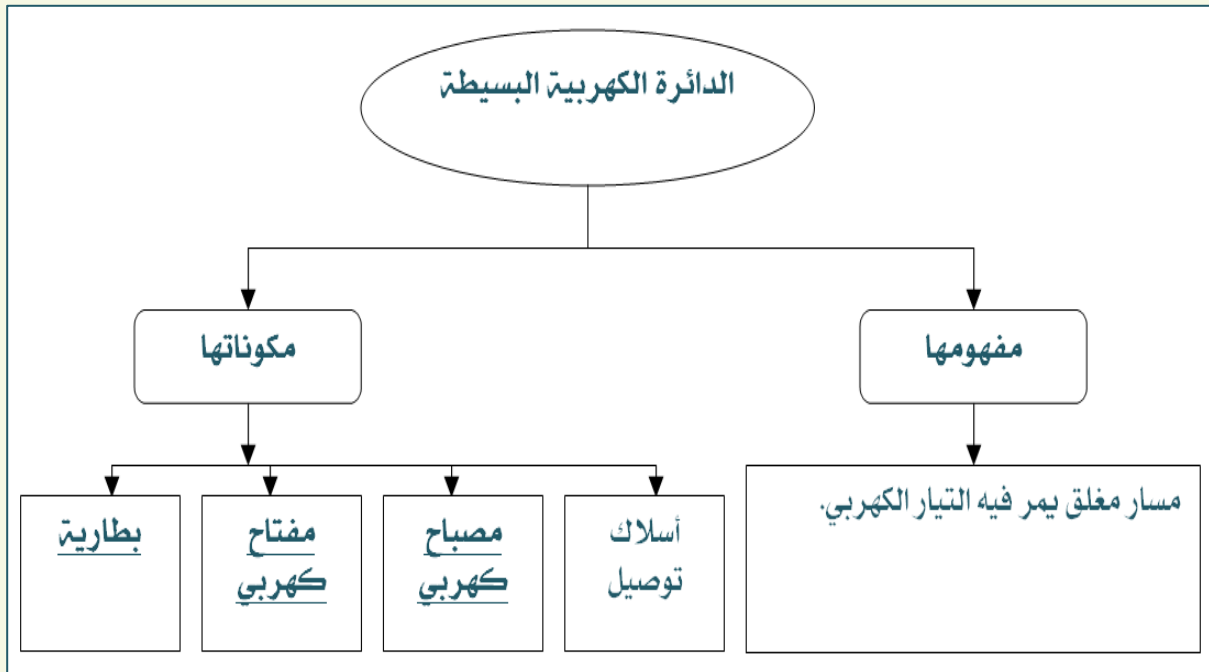 الدائرة الكهربية البسيطة
مفهومها
مكوناتها
مسار مغلق يمر فيه التيار الكهربي.
أسلاك
توصيل
مصباح
كهربي
مفتاح
كهربي
بطارية